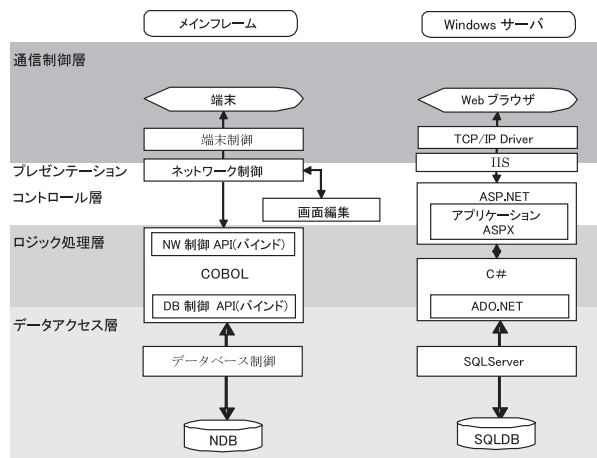 メインフレーム
Windows サーバ
通信制御層
端末
Web ブラウザ
端末制御
TCP/IP Driver
IIS
プレゼンテーション
コントロール層
ネットワーク制御
画面編集
ASP.NET
アプリケーション
ASPX
ロジック処理層
NW 制御 API(バインド)
COBOL
DB 制御 API(バインド)
C#
ADO.NET
データアクセス層
データベース制御
SQLServer
NDB
SQLDB